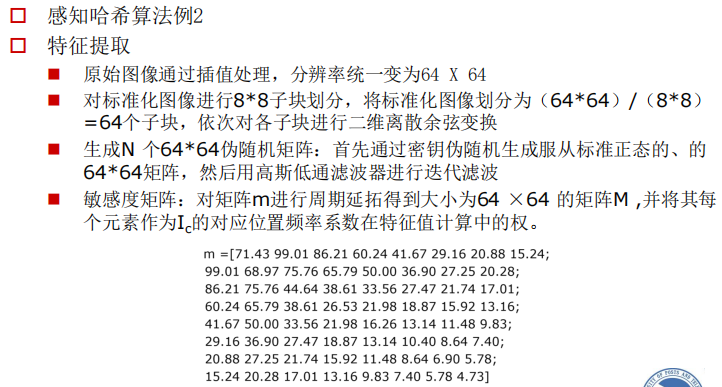 感知哈希算法例2
特征提取
原始图像通过插值处理，分辨率统一变为64 X 64
对标准化图像进行8*8子块划分，将标准化图像划分为（64*64）/（8*8）
=64个子块，依次对各子块进行二维离散余弦变换
生成N 个64*64伪随机矩阵：首先通过密钥伪随机生成服从标准正态的、的
64*64矩阵，然后用高斯低通滤波器进行迭代滤波
敏感度矩阵：对矩阵m进行周期延拓得到大小为64 ×64 的矩阵M ,并将其每
个元素作为Ic的对应位置频率系数在特征值计算中的权。
m =[71.43 99.01 86.21 60.24 41.67 29.16 20.88 15.24;
99.01 68.97 75.76 65.79 50.00 36.90 27.25 20.28;
86.21 75.76 44.64 38.61 33.56 27.47 21.74 17.01;
60.24 65.79 38.61 26.53 21.98 18.87 15.92 13.16;
41.67 50.00 33.56 21.98 16.26 13.14 11.48 9.83;
29.16 36.90 27.47 18.87 13.14 10.40 8.64 7.40;
20.88 27.25 21.74 15.92 11.48 8.64 6.90 5.78;
15.24 20.28 17.01 13.16 9.83 7.40 5.78 4.73]